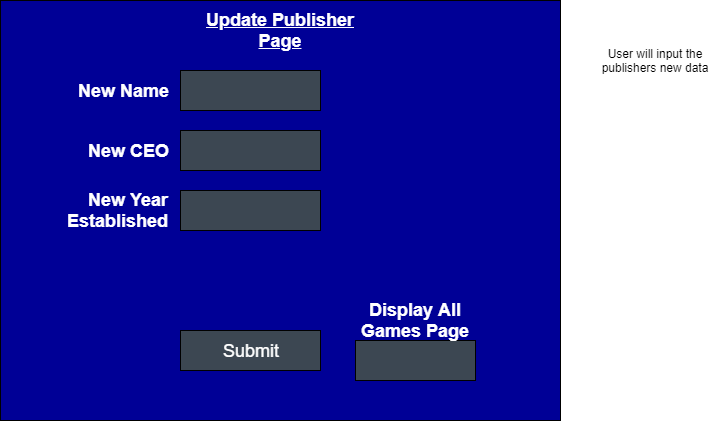 Update Publisher
Page
User will input the
publishers new data
New Name
New CEO
New Year
Established
Display All
Games Page
Submit